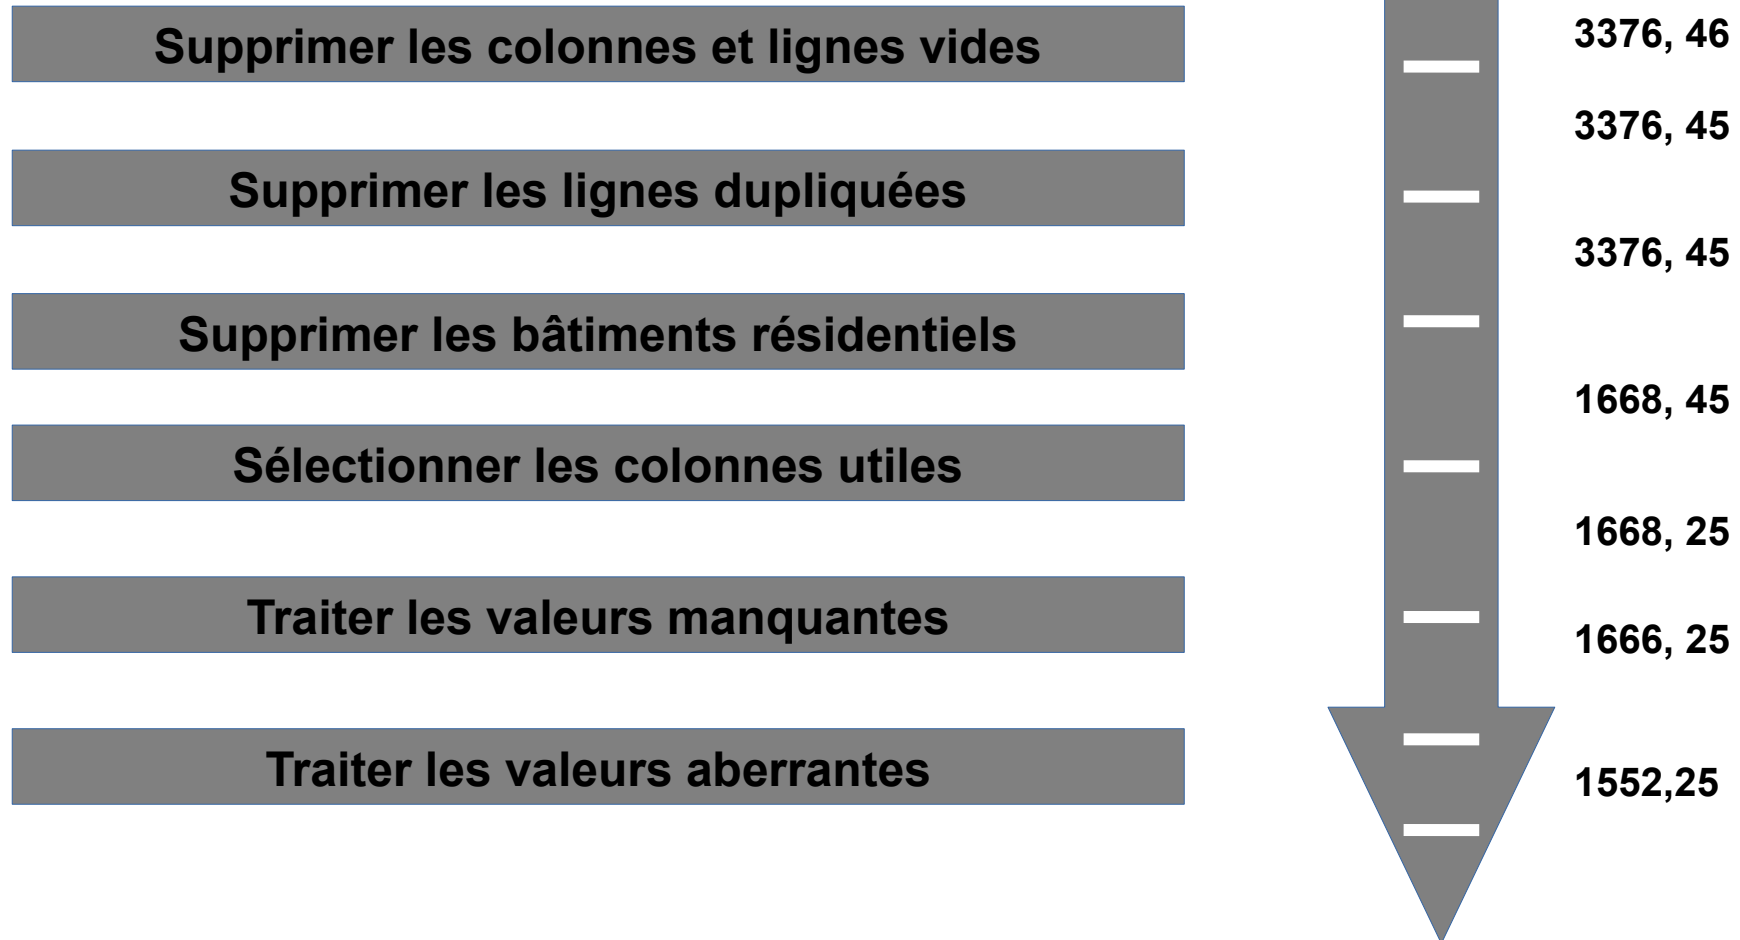 Supprimer les colonnes et lignes vides
3376, 46
3376, 45
Supprimer les lignes dupliquées
3376, 45
Supprimer les bâtiments résidentiels
1668, 45
Sélectionner les colonnes utiles
1668, 25
Traiter les valeurs manquantes
1666, 25
Traiter les valeurs aberrantes
1552,25